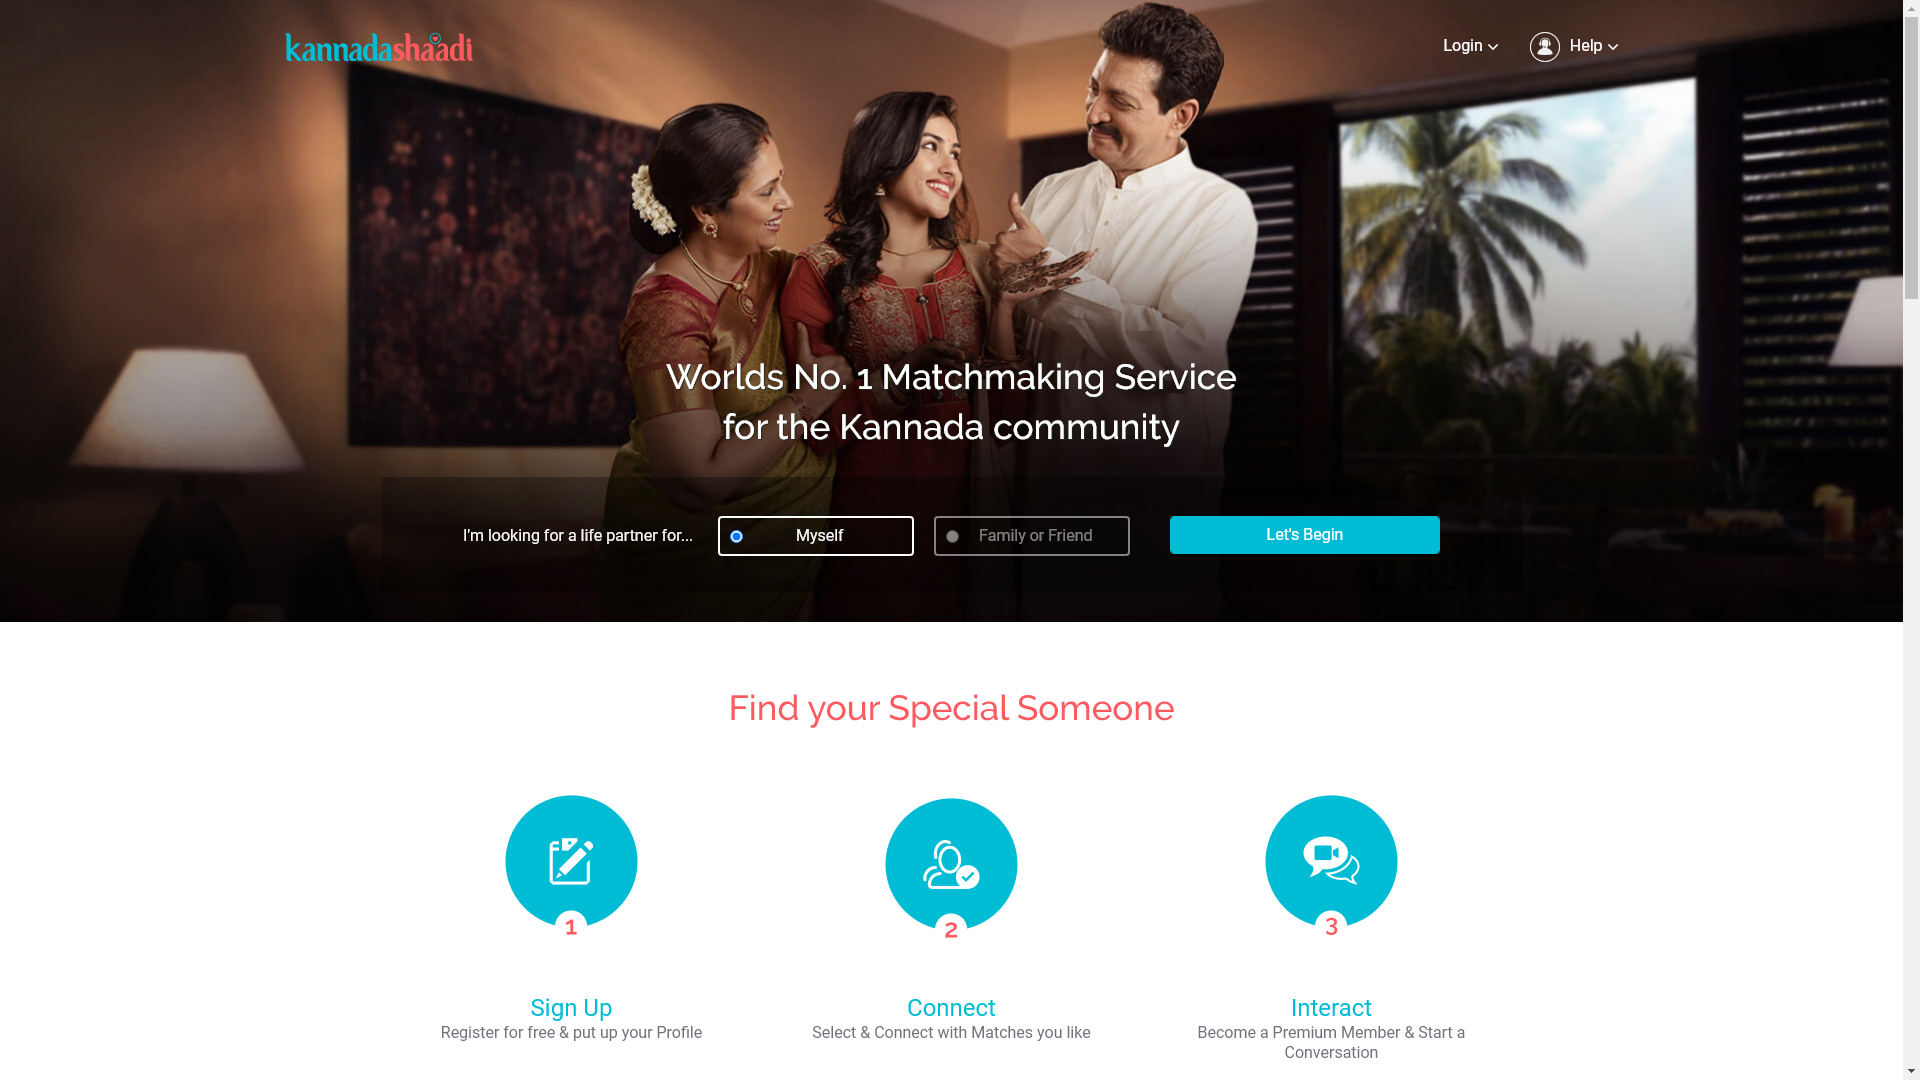 kannadashaadi
Login
Help
Worlds No. 1 Matchmaking Service
for the Kannada community
I'm looking for a life partner for...
Myself
Family or Friend
Let's Begin
Find your Special Someone
1
2
3
Sign Up
Register for free & put up your Profile
Connect
Select & Connect with Matches you like
Interact
Become a Premium Member & Start a
Conversation